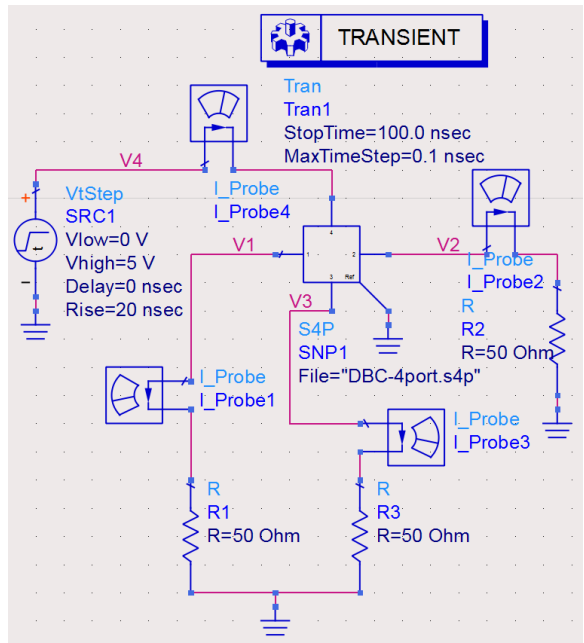 TRANSIENT
Tran
Tran1
StopTime=100.0 nsec
MaxTimeStep=0.1 nsec
V4
I_Probe
I_Probe4
+
VtStep
SRC1
Vlow=0 V
Vhigh=5 V
Delay=0 nsec
Rise=20 nsec
t
−
V1
4
1
2
3
Ref
V2
I_Probe
I_Probe2
V3
S4P
SNP1
File="DBC-4port.s4p"
R
R2
R=50 Ohm
I_Probe
I_Probe1
I_Probe
I_Probe3
R
R1
R=50 Ohm
R
R3
R=50 Ohm